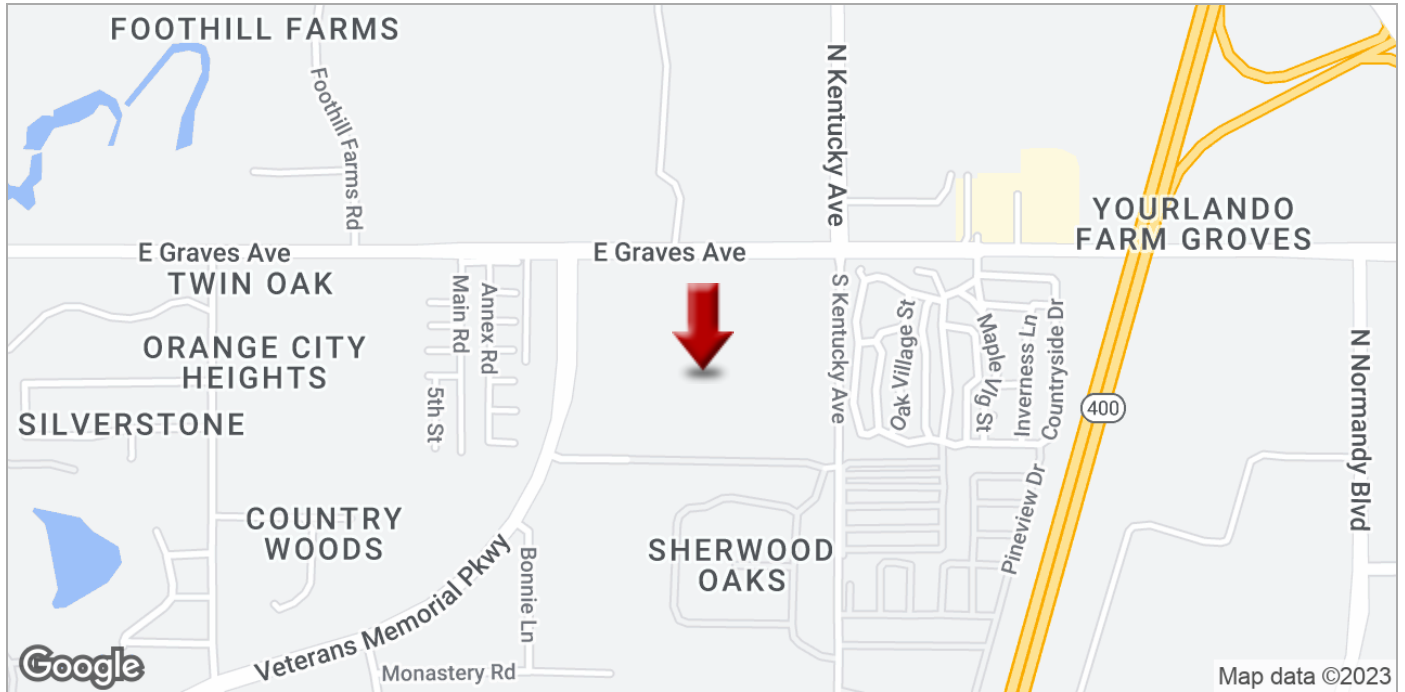 FOOTHILL FARMS
Foothill Farms Rd
N Kentucky Ave
YOURLANDO
FARM GROVES
E Graves Ave
E Graves Ave
TWIN OAK
Main Rd
Annex Rd
S Kentucky Ave
Oak Village St
Maple Vlg St
Inverness Ln
Countryside Dr
ORANGE CITY
HEIGHTS
N Normandy Blvd
5th St
400
SILVERSTONE
Pineview Dr
COUNTRY
WOODS
SHERWOOD
OAKS
Veterans Memorial Pkwy
Bonnie Ln
Monastery Rd
Google
Map data ©2023